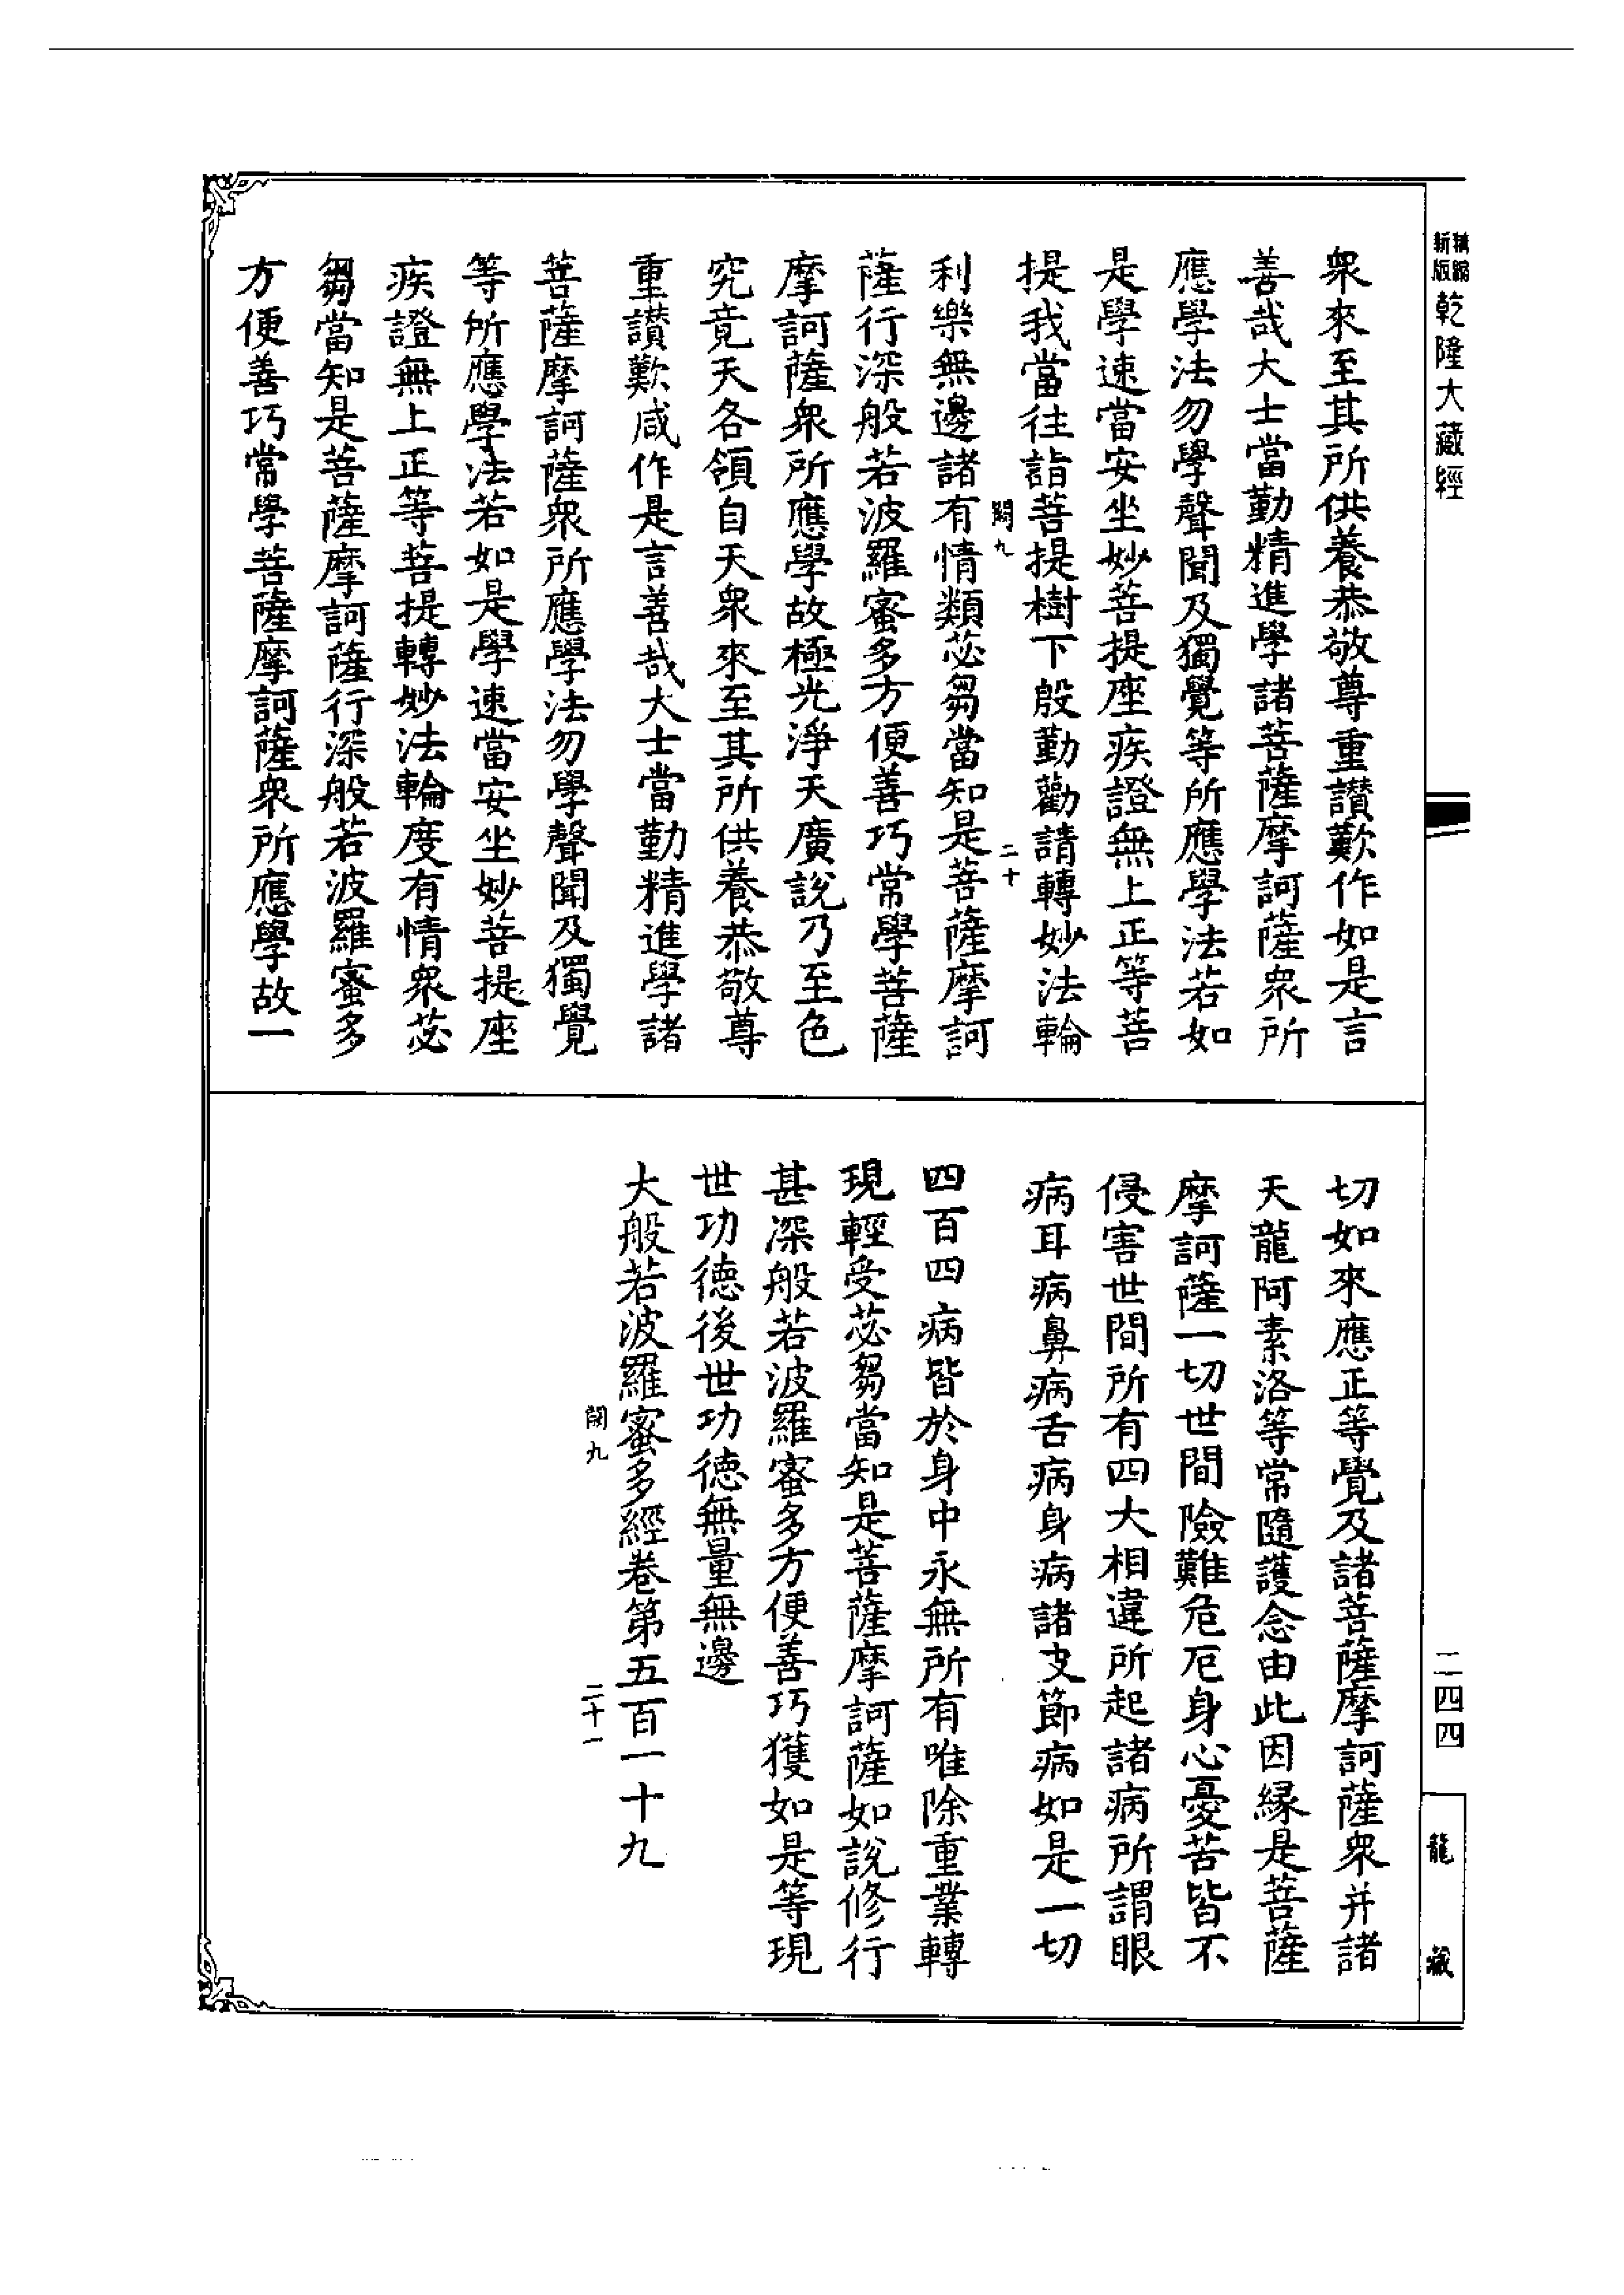 新版精縮乾隆大藏經
衆來至其所供養恭敬尊重讚歎作如是言
善哉大士當勤精進學諸菩薩摩訶薩衆所
應學法勿學聲聞及獨覺等所應學法若如
是學速當安坐妙菩提座疾證無上正等菩
提我當往詣菩提樹下殷勤勸請轉妙法輪
闕九 二十
利樂無邊諸有情類苾芻當知是菩薩摩訶
薩行深般若波羅蜜多方便善巧常學菩薩
摩訶薩衆所應學故極光淨天廣說乃至色
究竟天各領自天衆來至其所供養恭敬尊
重讚歎咸作是言善哉大士當勤精進學諸
菩薩摩訶薩衆所應學法勿學聲聞及獨覺
等所應學法若如是學速當安坐妙菩提座
疾證無上正等菩提轉妙法輪度有情衆苾
芻當知是菩薩摩訶薩行深般若波羅蜜多
方便善巧常學菩薩摩訶薩衆所應學故一
切如來應正等覺及諸菩薩摩訶薩衆并諸
天龍阿素洛等常隨護念由此因緣是菩薩
摩訶薩一切世間險難危厄身心憂苦皆不
侵害世間所有四大相違所起諸病所謂眼
病耳病鼻病舌病身病諸支節病如是一切
四百四病皆於身中永無所有唯除重業轉
現輕受苾芻當知是菩薩摩訶薩如說修行
甚深般若波羅蜜多方便善巧獲如是等現
世功德後世功德無量無邊
大般若波羅蜜多經卷第五百一十九
闕九 二十一
二四四
龍藏